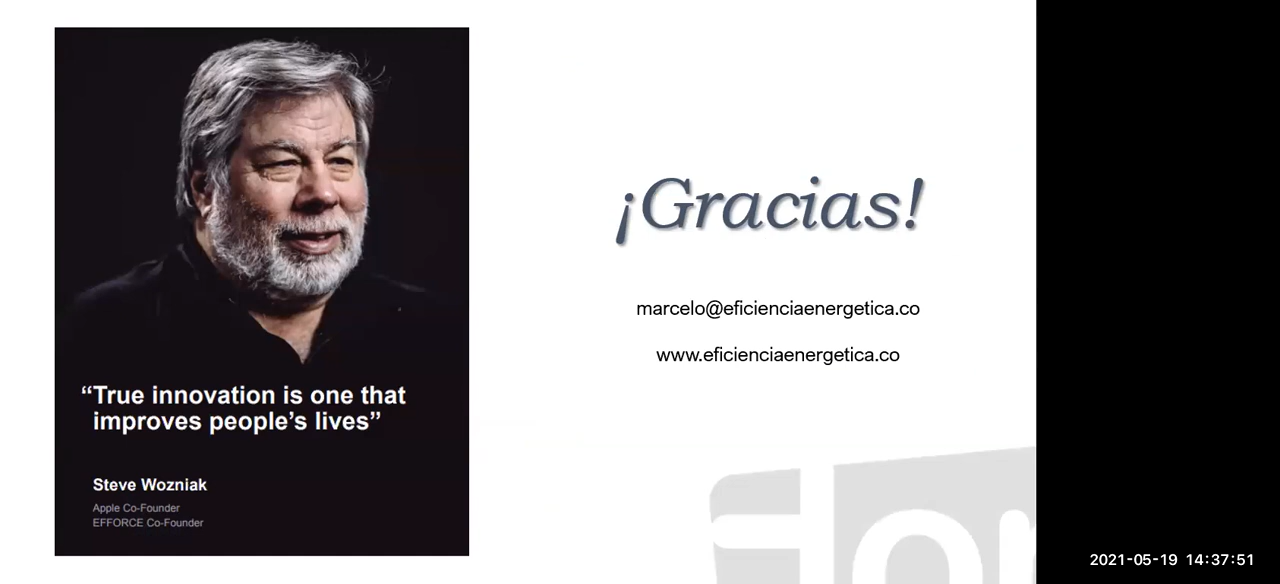 “True innovation is one that
improves people’s lives”
Steve Wozniak
Apple Co-Founder
EFFORCE Co-Founder
¡Gracias!
marcelo@eficienciaenergetica.co
www.eficienciaenergetica.co
2021-05-19 14:37:51